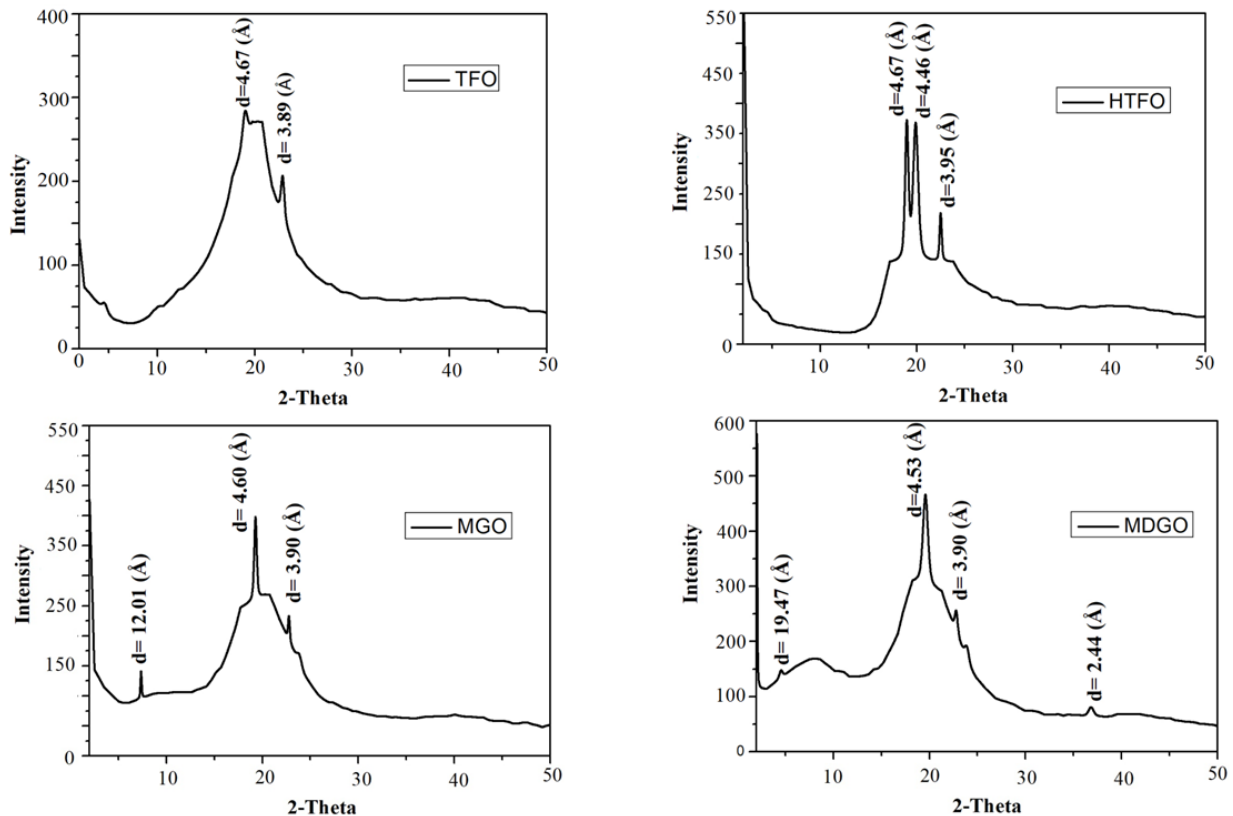 400
300
200
100
0
Intensity
d=4.67 (Å)
d= 3.89 (Å)
TFO
0
10
20
30
40
50
2-Theta
550
450
350
250
150
50
0
Intensity
d=4.67 (Å)
d=4.46 (Å)
d=3.95 (Å)
HTFO
10
20
30
40
50
2-Theta
550
450
350
250
150
50
0
Intensity
d= 12.01 (Å)
d= 4.60 (Å)
d= 3.90 (Å)
MGO
10
20
30
40
50
2-Theta
600
500
400
300
200
100
0
Intensity
d= 19.47 (Å)
d=4.53 (Å)
d= 3.90 (Å)
d= 2.44 (Å)
MDGO
10
20
30
40
50
2-Theta